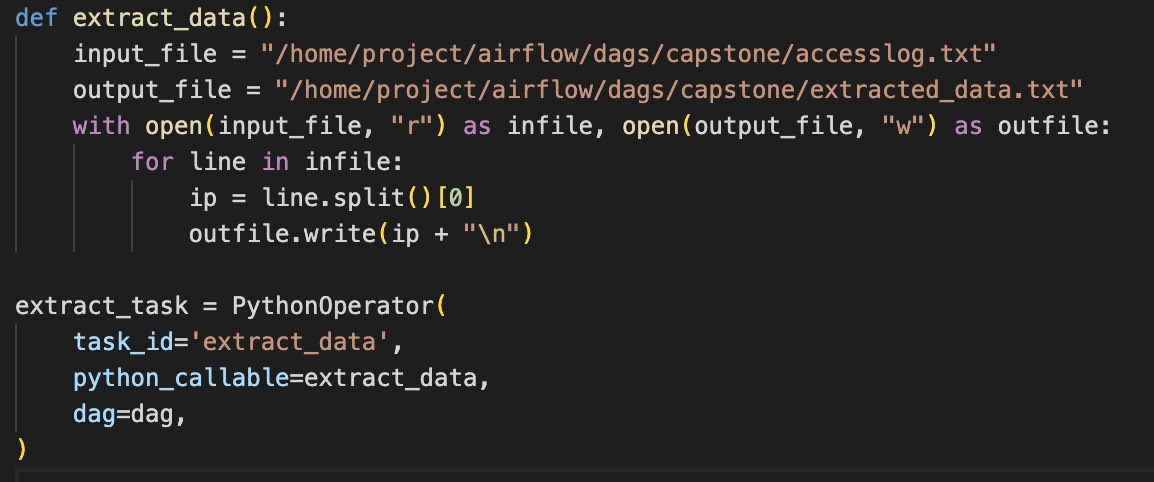 def extract_data():
    input_file = "/home/project/airflow/dags/capstone/accesslog.txt"
    output_file = "/home/project/airflow/dags/capstone/extracted_data.txt"
    with open(input_file, "r") as infile, open(output_file, "w") as outfile:
        for line in infile:
            ip = line.split()[0]
            outfile.write(ip + "\n")

extract_task = PythonOperator(
    task_id='extract_data',
    python_callable=extract_data,
    dag=dag,
)